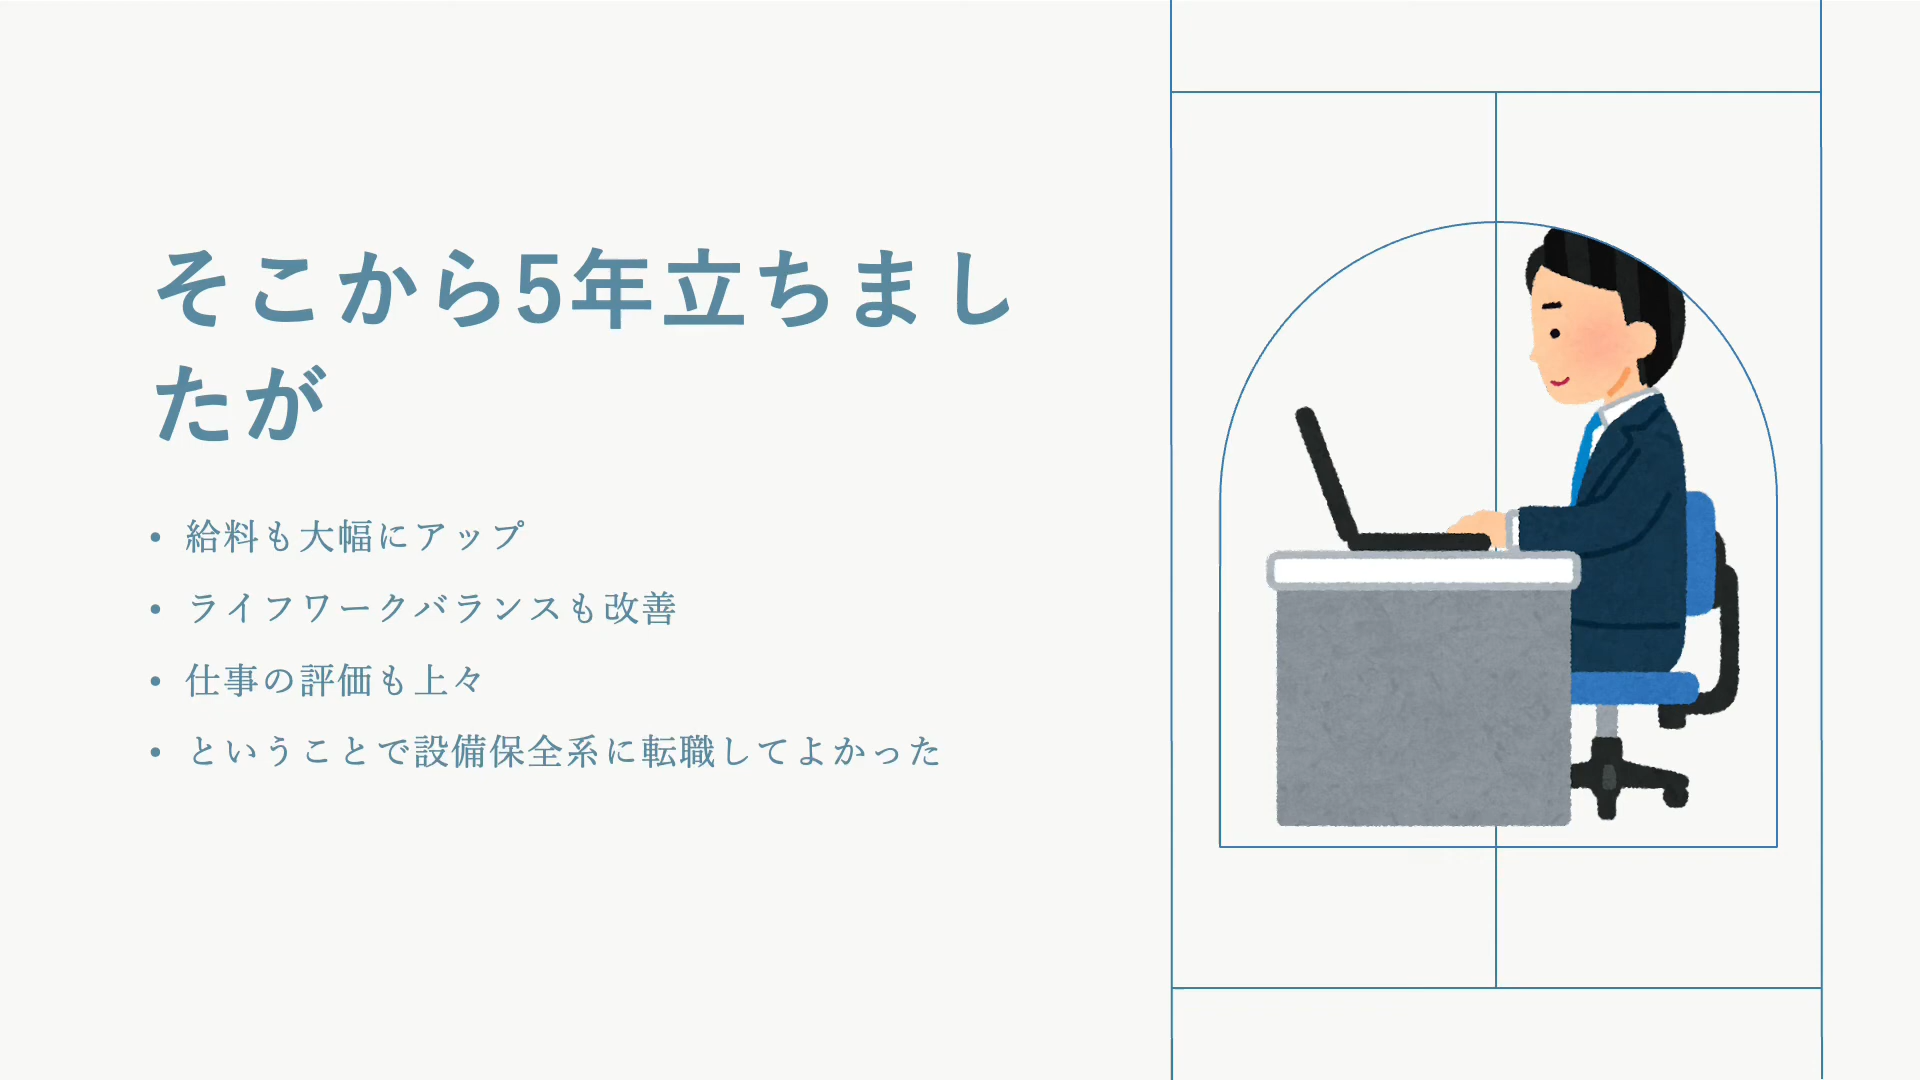 そこから5年立ちまし
たが
• 給料も大幅にアップ
• ライフワークバランスも改善
• 仕事の評価も上々
• ということで設備保全系に転職してよかった